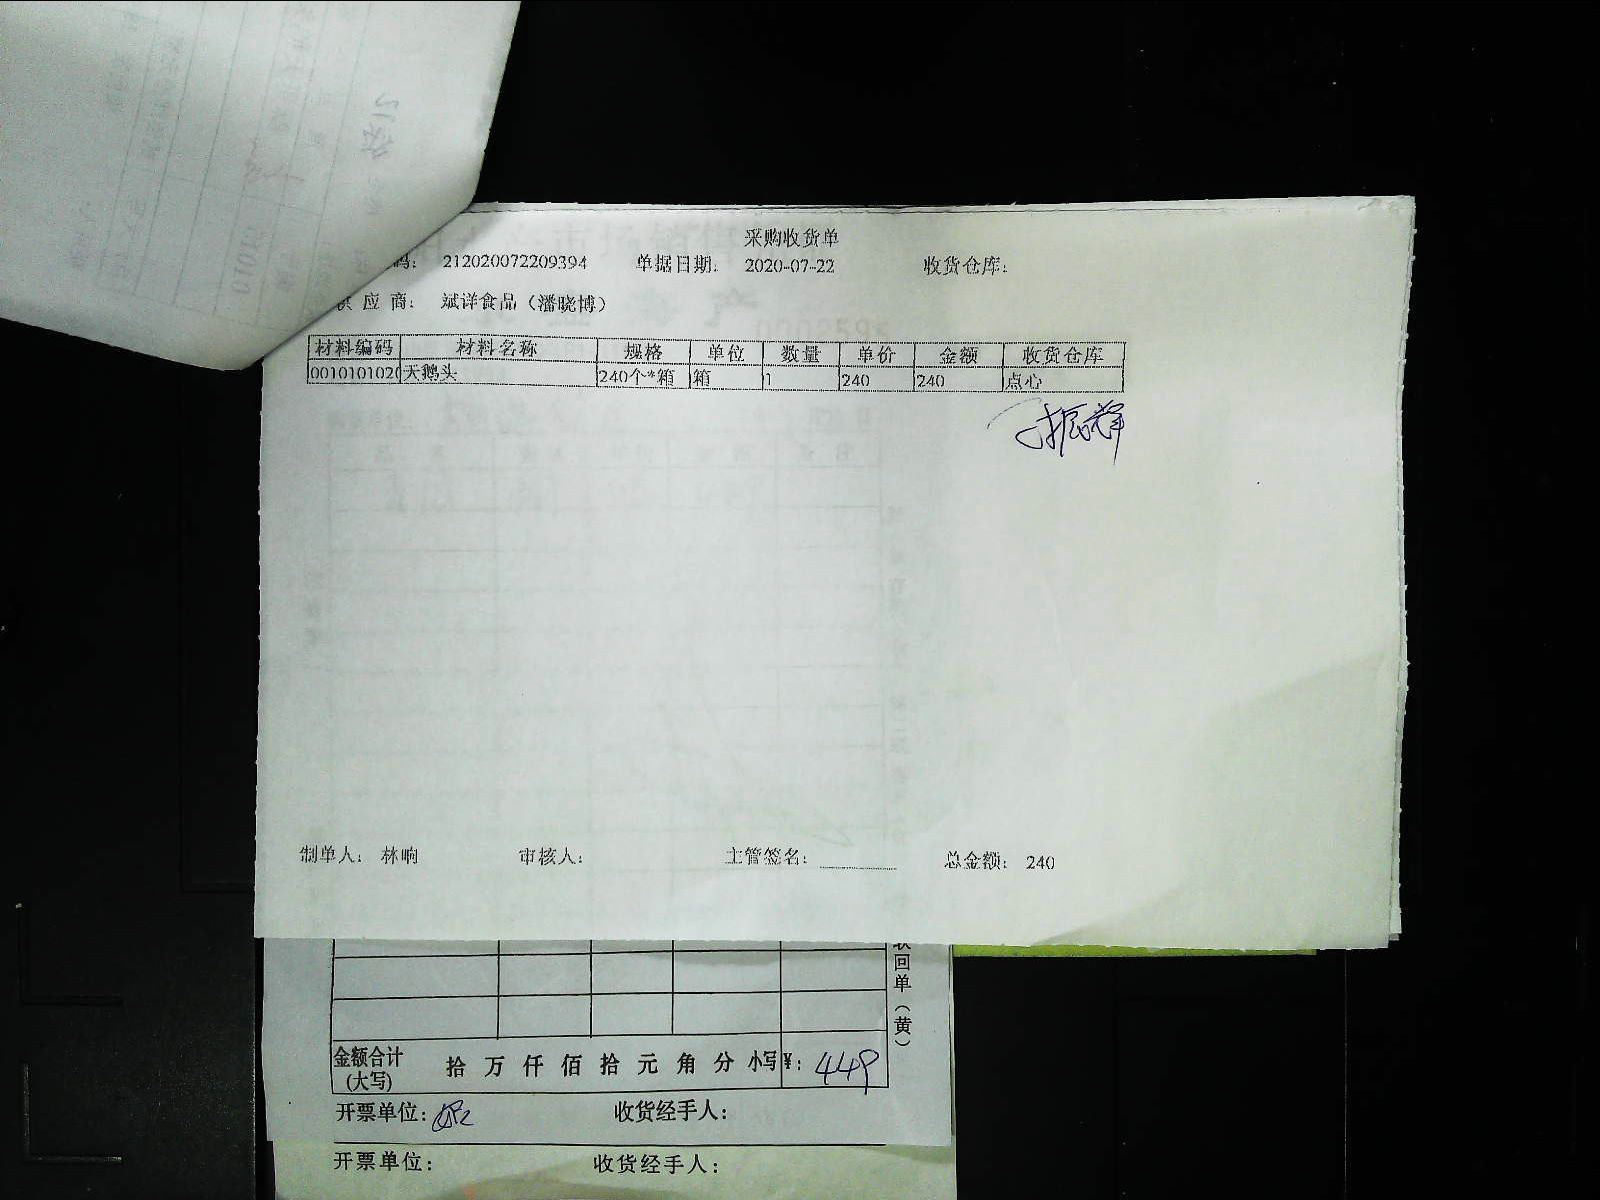 采购收货单
码: 212020072209394 单据日期: 2020-07-22 收货仓库:
供 应 商: 斌详食品（潘晓博）
材料编码 材料名称 规格 单位 数量 单价 金额 收货仓库
0010101020 天鹅头 240个*箱 箱 1 240 240 点心
制单人: 林响 审核人: 主管签名: 总金额: 240
回单（黄）
金额合计(大写) 拾 万 仟 佰 拾 元 角 分 小写¥: 449
开票单位: 收货经手人:
开票单位: 收货经手人: